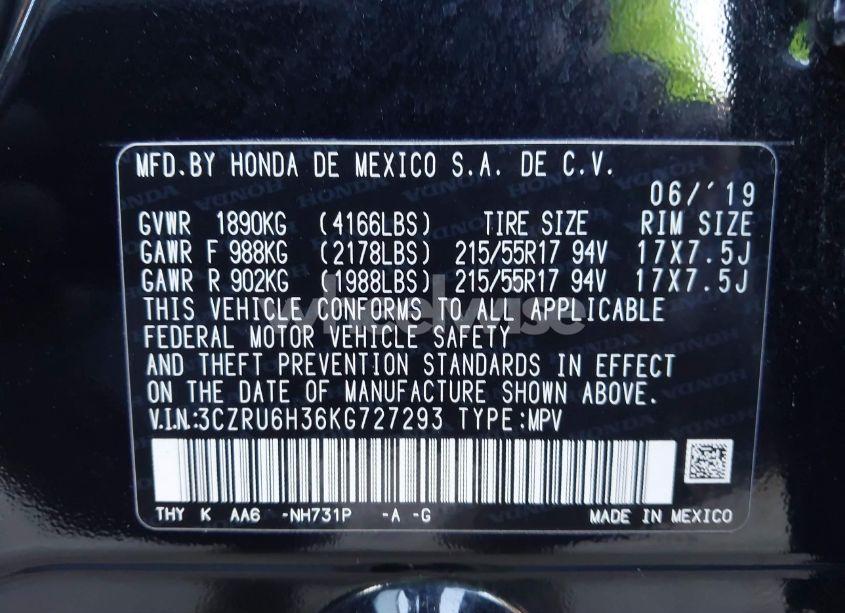 MFD.BY HONDA DE MEXICO S.A. DE C.V.
06/'19
GVWR 1890KG (4166LBS) TIRE SIZE RIM SIZE
GAWR F 988KG (2178LBS) 215/55R17 94V 17X7.5J
GAWR R 902KG (1988LBS) 215/55R17 94V 17X7.5J
THIS VEHICLE CONFORMS TO ALL APPLICABLE
FEDERAL MOTOR VEHICLE SAFETY
AND THEFT PREVENTION STANDARDS IN EFFECT
ON THE DATE OF MANUFACTURE SHOWN ABOVE.
V.I.N:3CZRU6H36KG727293 TYPE:MPV
THY K AA6 -NH731P -A -G
MADE IN MEXICO